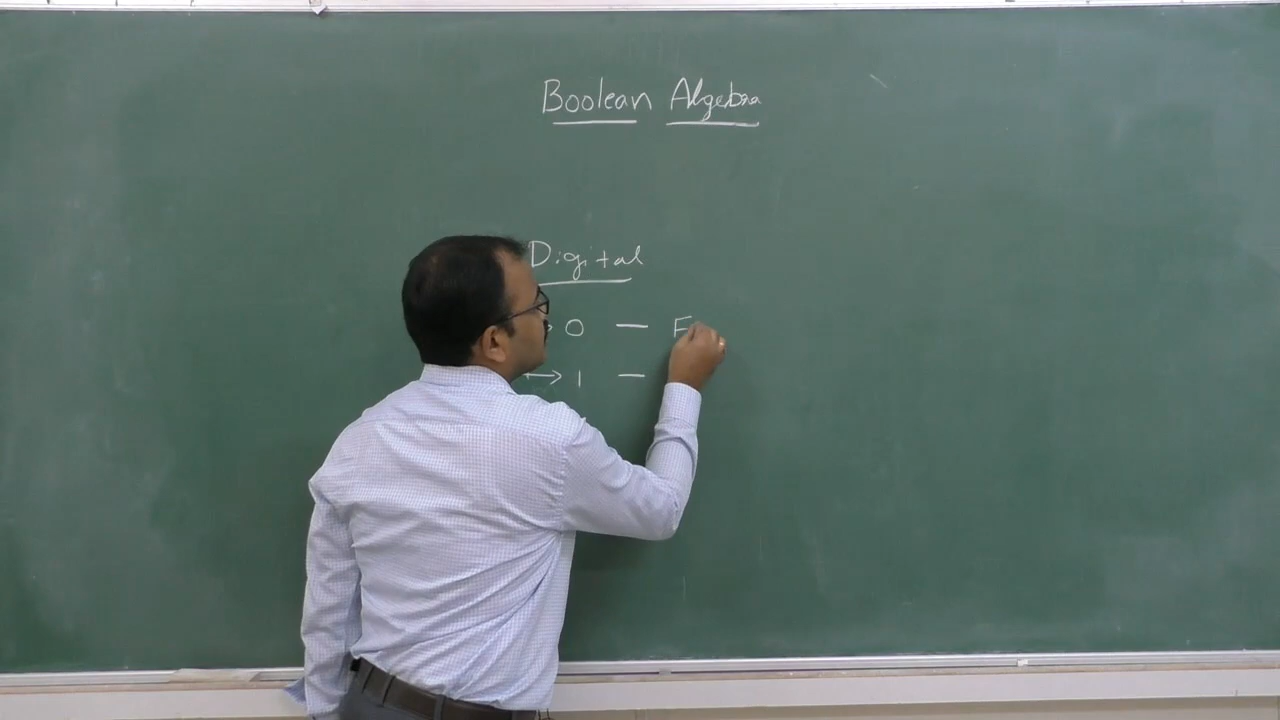 Boolean Algebra
Digital
→ 0 — F
→ 1 —